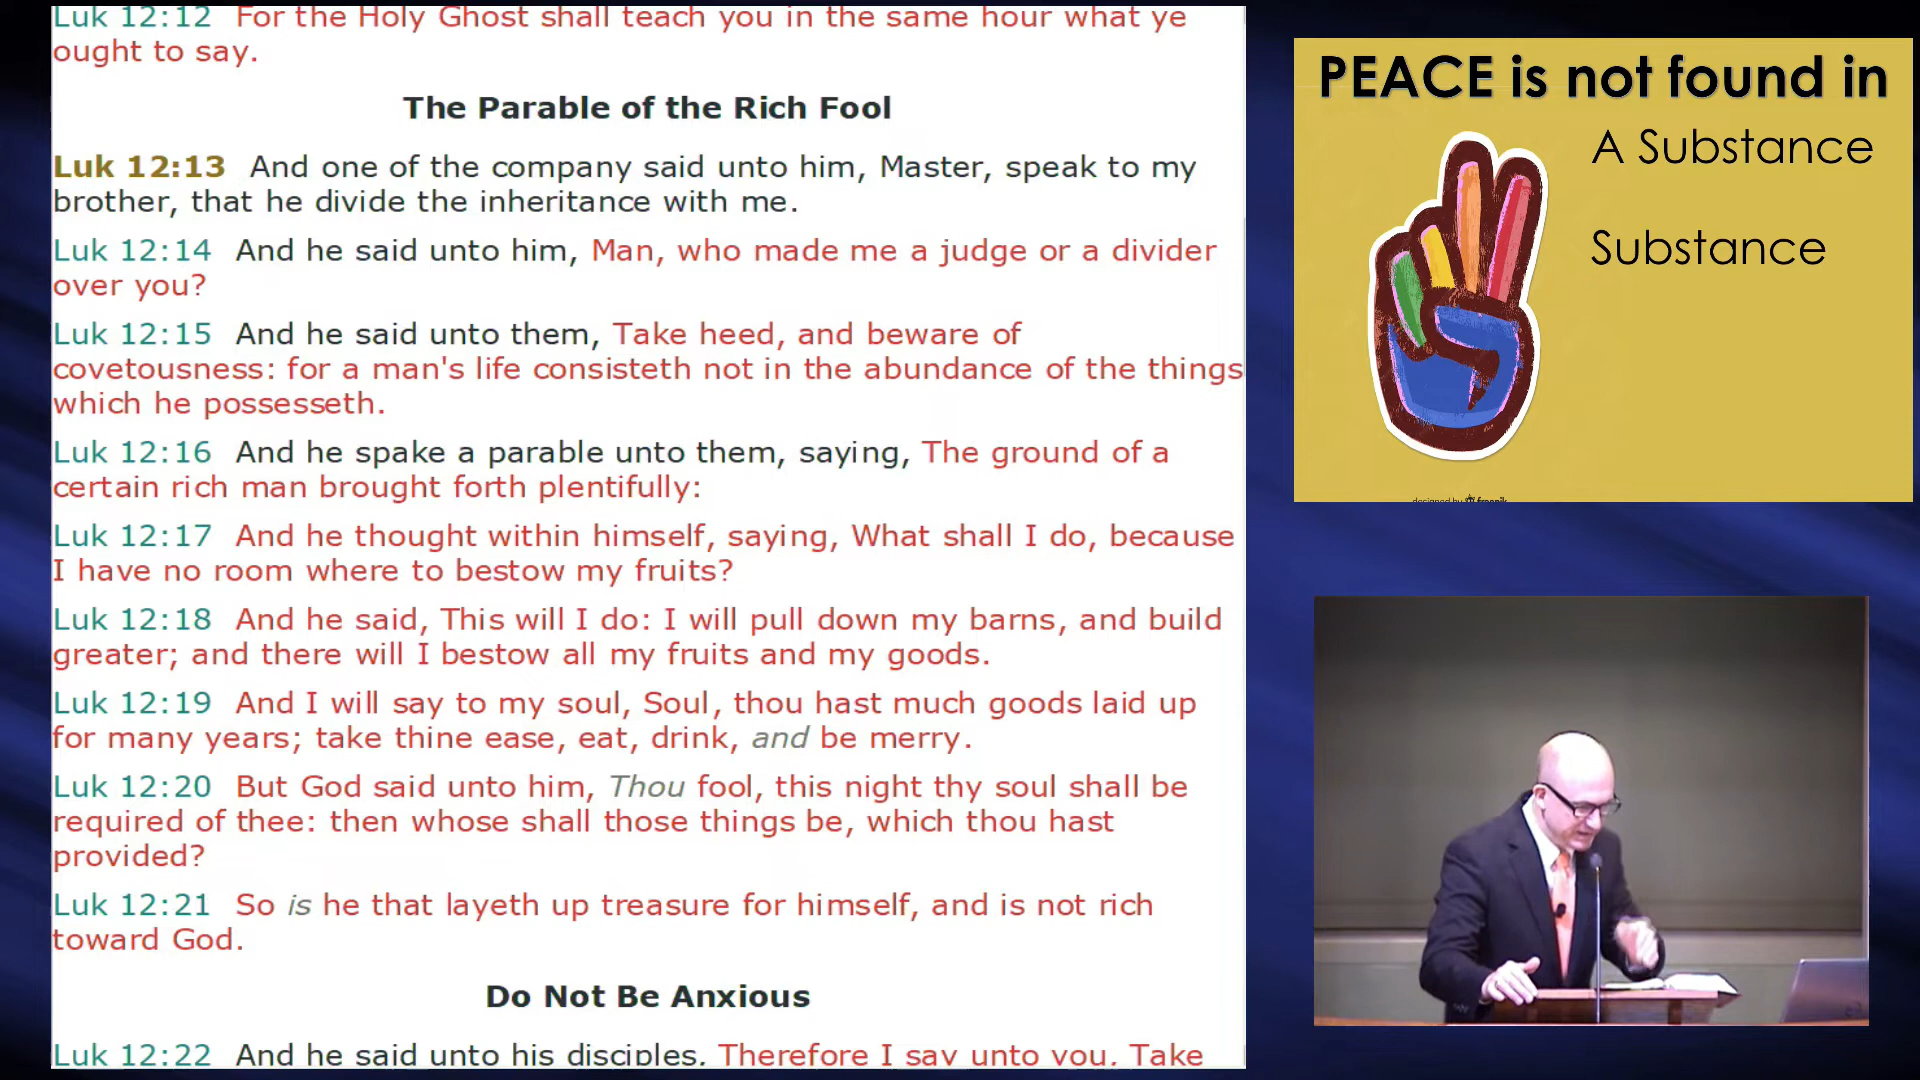 Luk 12:12 For the Holy Ghost shall teach you in the same hour what ye
ought to say.
The Parable of the Rich Fool
Luk 12:13 And one of the company said unto him, Master, speak to my
brother, that he divide the inheritance with me.
Luk 12:14 And he said unto him, Man, who made me a judge or a divider
over you?
Luk 12:15 And he said unto them, Take heed, and beware of
covetousness: for a man's life consisteth not in the abundance of the things
which he possesseth.
Luk 12:16 And he spake a parable unto them, saying, The ground of a
certain rich man brought forth plentifully:
Luk 12:17 And he thought within himself, saying, What shall I do, because
I have no room where to bestow my fruits?
Luk 12:18 And he said, This will I do: I will pull down my barns, and build
greater; and there will I bestow all my fruits and my goods.
Luk 12:19 And I will say to my soul, Soul, thou hast much goods laid up
for many years; take thine ease, eat, drink, and be merry.
Luk 12:20 But God said unto him, Thou fool, this night thy soul shall be
required of thee: then whose shall those things be, which thou hast
provided?
Luk 12:21 So is he that layeth up treasure for himself, and is not rich
toward God.
Do Not Be Anxious
Luk 12:22 And he said unto his disciples, Therefore I say unto you, Take
PEACE is not found in
A Substance
Substance
designed by freepik